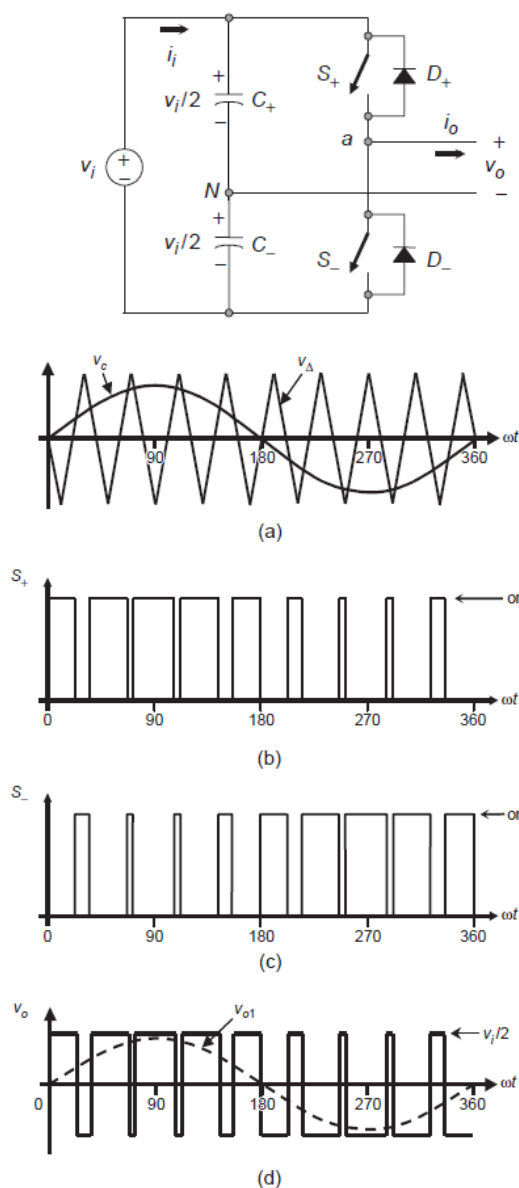 i_i
+
v_i/2
C_+
−
S_+
D_+
a
i_o
+
v_i
+
−
v_o
N
−
+
v_i/2
C_−
−
S_−
D_−
v_c
v_Δ
ωt
90
180
270
360
(a)
S_+
on
0
90
180
270
360
ωt
(b)
S_−
on
0
90
180
270
360
ωt
(c)
v_o
v_o1
v_i/2
0
90
180
270
360
ωt
(d)